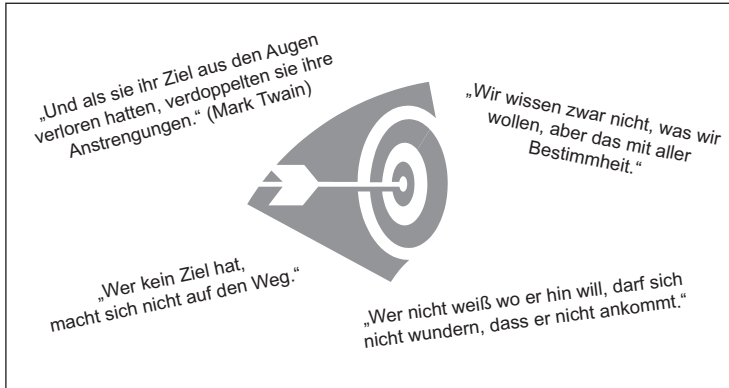 „Und als sie ihr Ziel aus den Augen
verloren hatten, verdoppelten sie ihre
Anstrengungen.“ (Mark Twain)
„Wir wissen zwar nicht, was wir
wollen, aber das mit aller
Bestimmheit.“
„Wer kein Ziel hat,
macht sich nicht auf den Weg.“
„Wer nicht weiß wo er hin will, darf sich
nicht wundern, dass er nicht ankommt.“